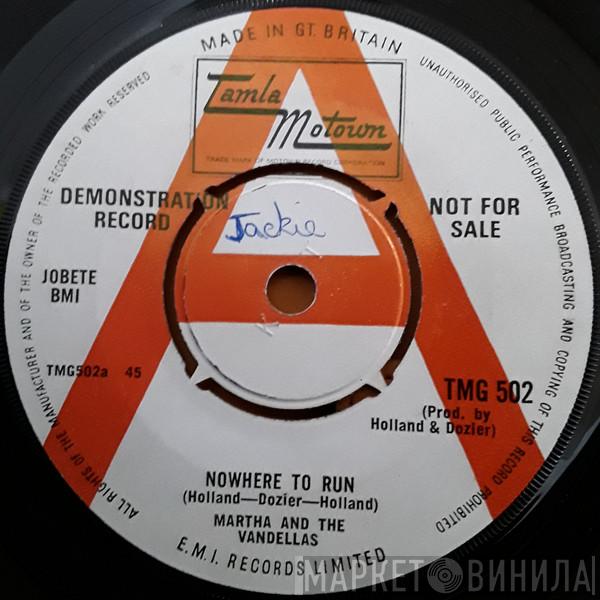 MADE IN GT. BRITAIN
UNAUTHORISED PUBLIC PERFORMANCE BROADCASTING AND COPYING OF THIS RECORD PROHIBITED
ALL RIGHTS OF THE MANUFACTURER AND OF THE OWNER OF THE RECORDED WORK RESERVED
Tamla
Motown
TRADE MARK OF MOTOWN RECORD CORPORATION
DEMONSTRATION
RECORD
Jackie
NOT FOR
SALE
JOBETE
BMI
K
TMG502a 45
TMG 502
(Prod. by
Holland & Dozier)
NOWHERE TO RUN
(Holland—Dozier—Holland)
MARTHA AND THE
VANDELLAS
E.M.I. RECORDS LIMITED
МАРКЕТ ВИНИЛА